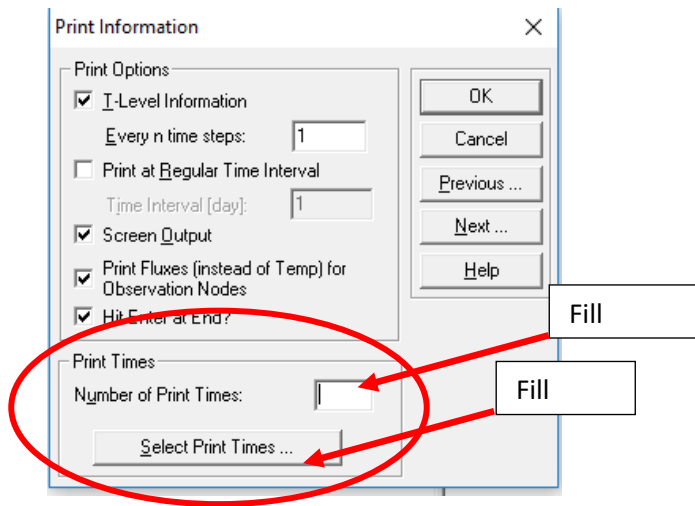 Print Information
Print Options
T-Level Information
Every n time steps: 1
Print at Regular Time Interval
Time Interval [day]: 1
Screen Output
Print Fluxes (instead of Temp) for
Observation Nodes
Hit Enter at End?
OK
Cancel
Previous ...
Next ...
Help
Fill
Print Times
Number of Print Times:
Fill
Select Print Times ...